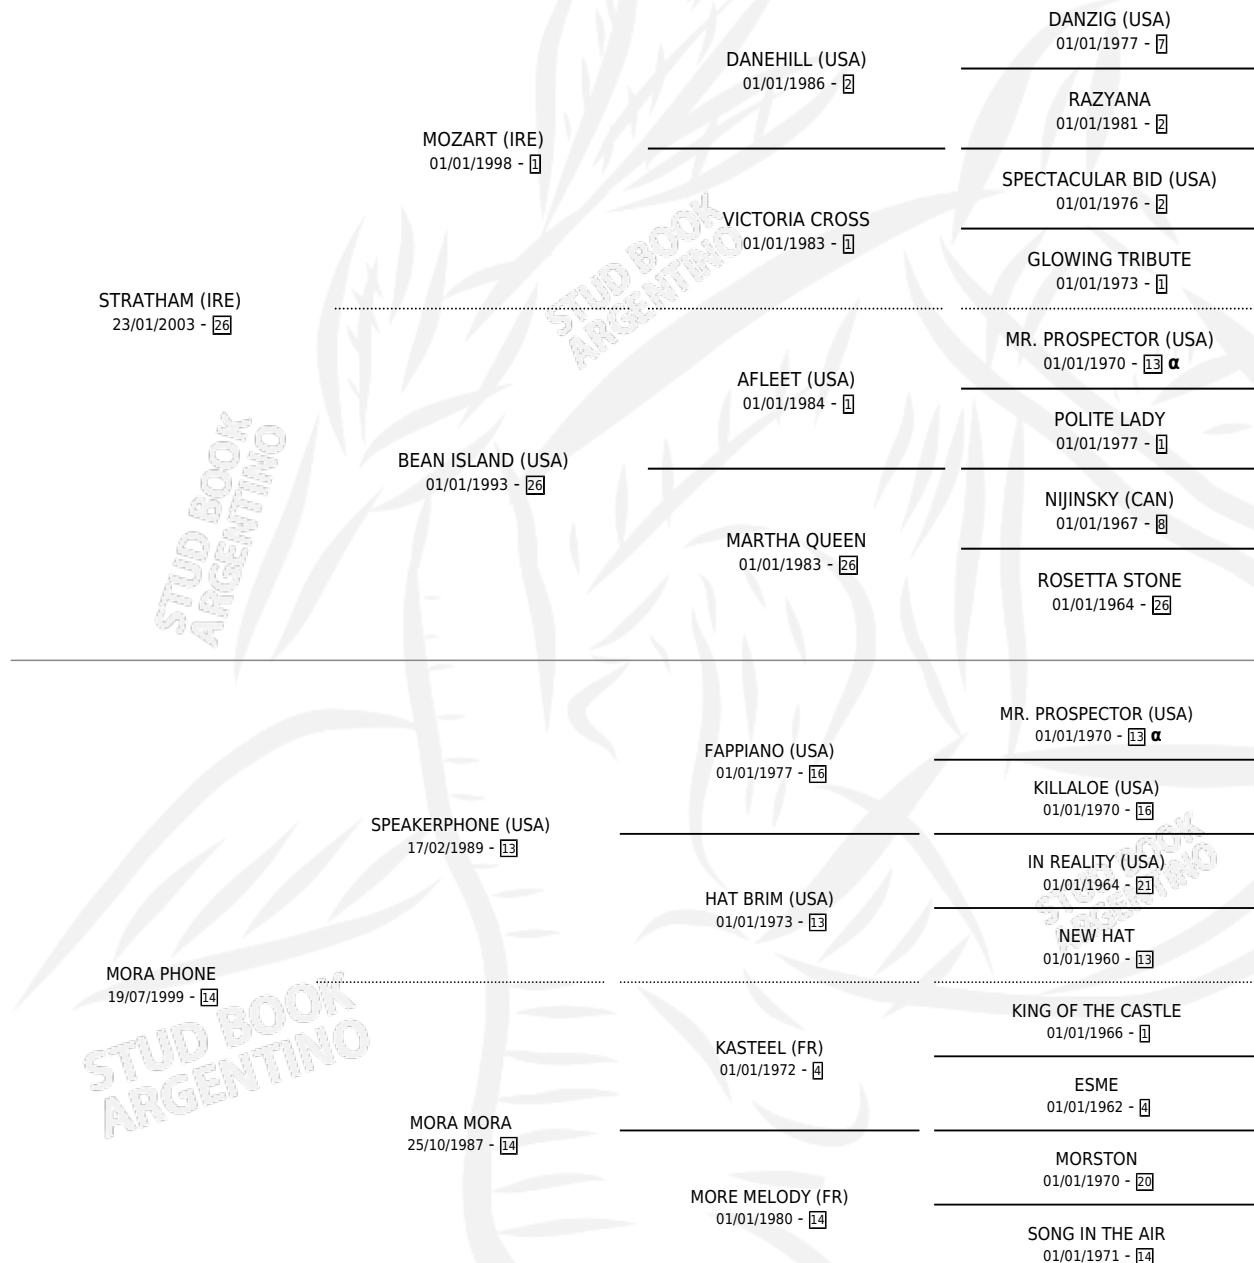 STRATHAM (IRE)
23/01/2003 - 26
MOZART (IRE)
01/01/1998 - 1
BEAN ISLAND (USA)
01/01/1993 - 26
DANEHILL (USA)
01/01/1986 - 2
VICTORIA CROSS
01/01/1983 - 1
AFLEET (USA)
01/01/1984 - 1
MARTHA QUEEN
01/01/1983 - 26
DANZIG (USA)
01/01/1977 - 7
RAZYANA
01/01/1981 - 2
SPECTACULAR BID (USA)
01/01/1976 - 2
GLOWING TRIBUTE
01/01/1973 - 1
MR. PROSPECTOR (USA)
01/01/1970 - 13 α
POLITE LADY
01/01/1977 - 1
NIJINSKY (CAN)
01/01/1967 - 8
ROSETTA STONE
01/01/1964 - 26
MORA PHONE
19/07/1999 - 14
SPEAKERPHONE (USA)
17/02/1989 - 13
MORA MORA
25/10/1987 - 14
FAPPIANO (USA)
01/01/1977 - 16
HAT BRIM (USA)
01/01/1973 - 13
KASTEEL (FR)
01/01/1972 - 4
MORE MELODY (FR)
01/01/1980 - 14
MR. PROSPECTOR (USA)
01/01/1970 - 13 α
KILLALOE (USA)
01/01/1970 - 16
IN REALITY (USA)
01/01/1964 - 21
NEW HAT
01/01/1960 - 13
KING OF THE CASTLE
01/01/1966 - 1
ESME
01/01/1962 - 4
MORSTON
01/01/1970 - 20
SONG IN THE AIR
01/01/1971 - 14
STUD BOOK
ARGENTINO
STUD BOOK
ARGENTINO
STUD BOOK
ARGENTINO
STUD BOOK
ARGENTINO